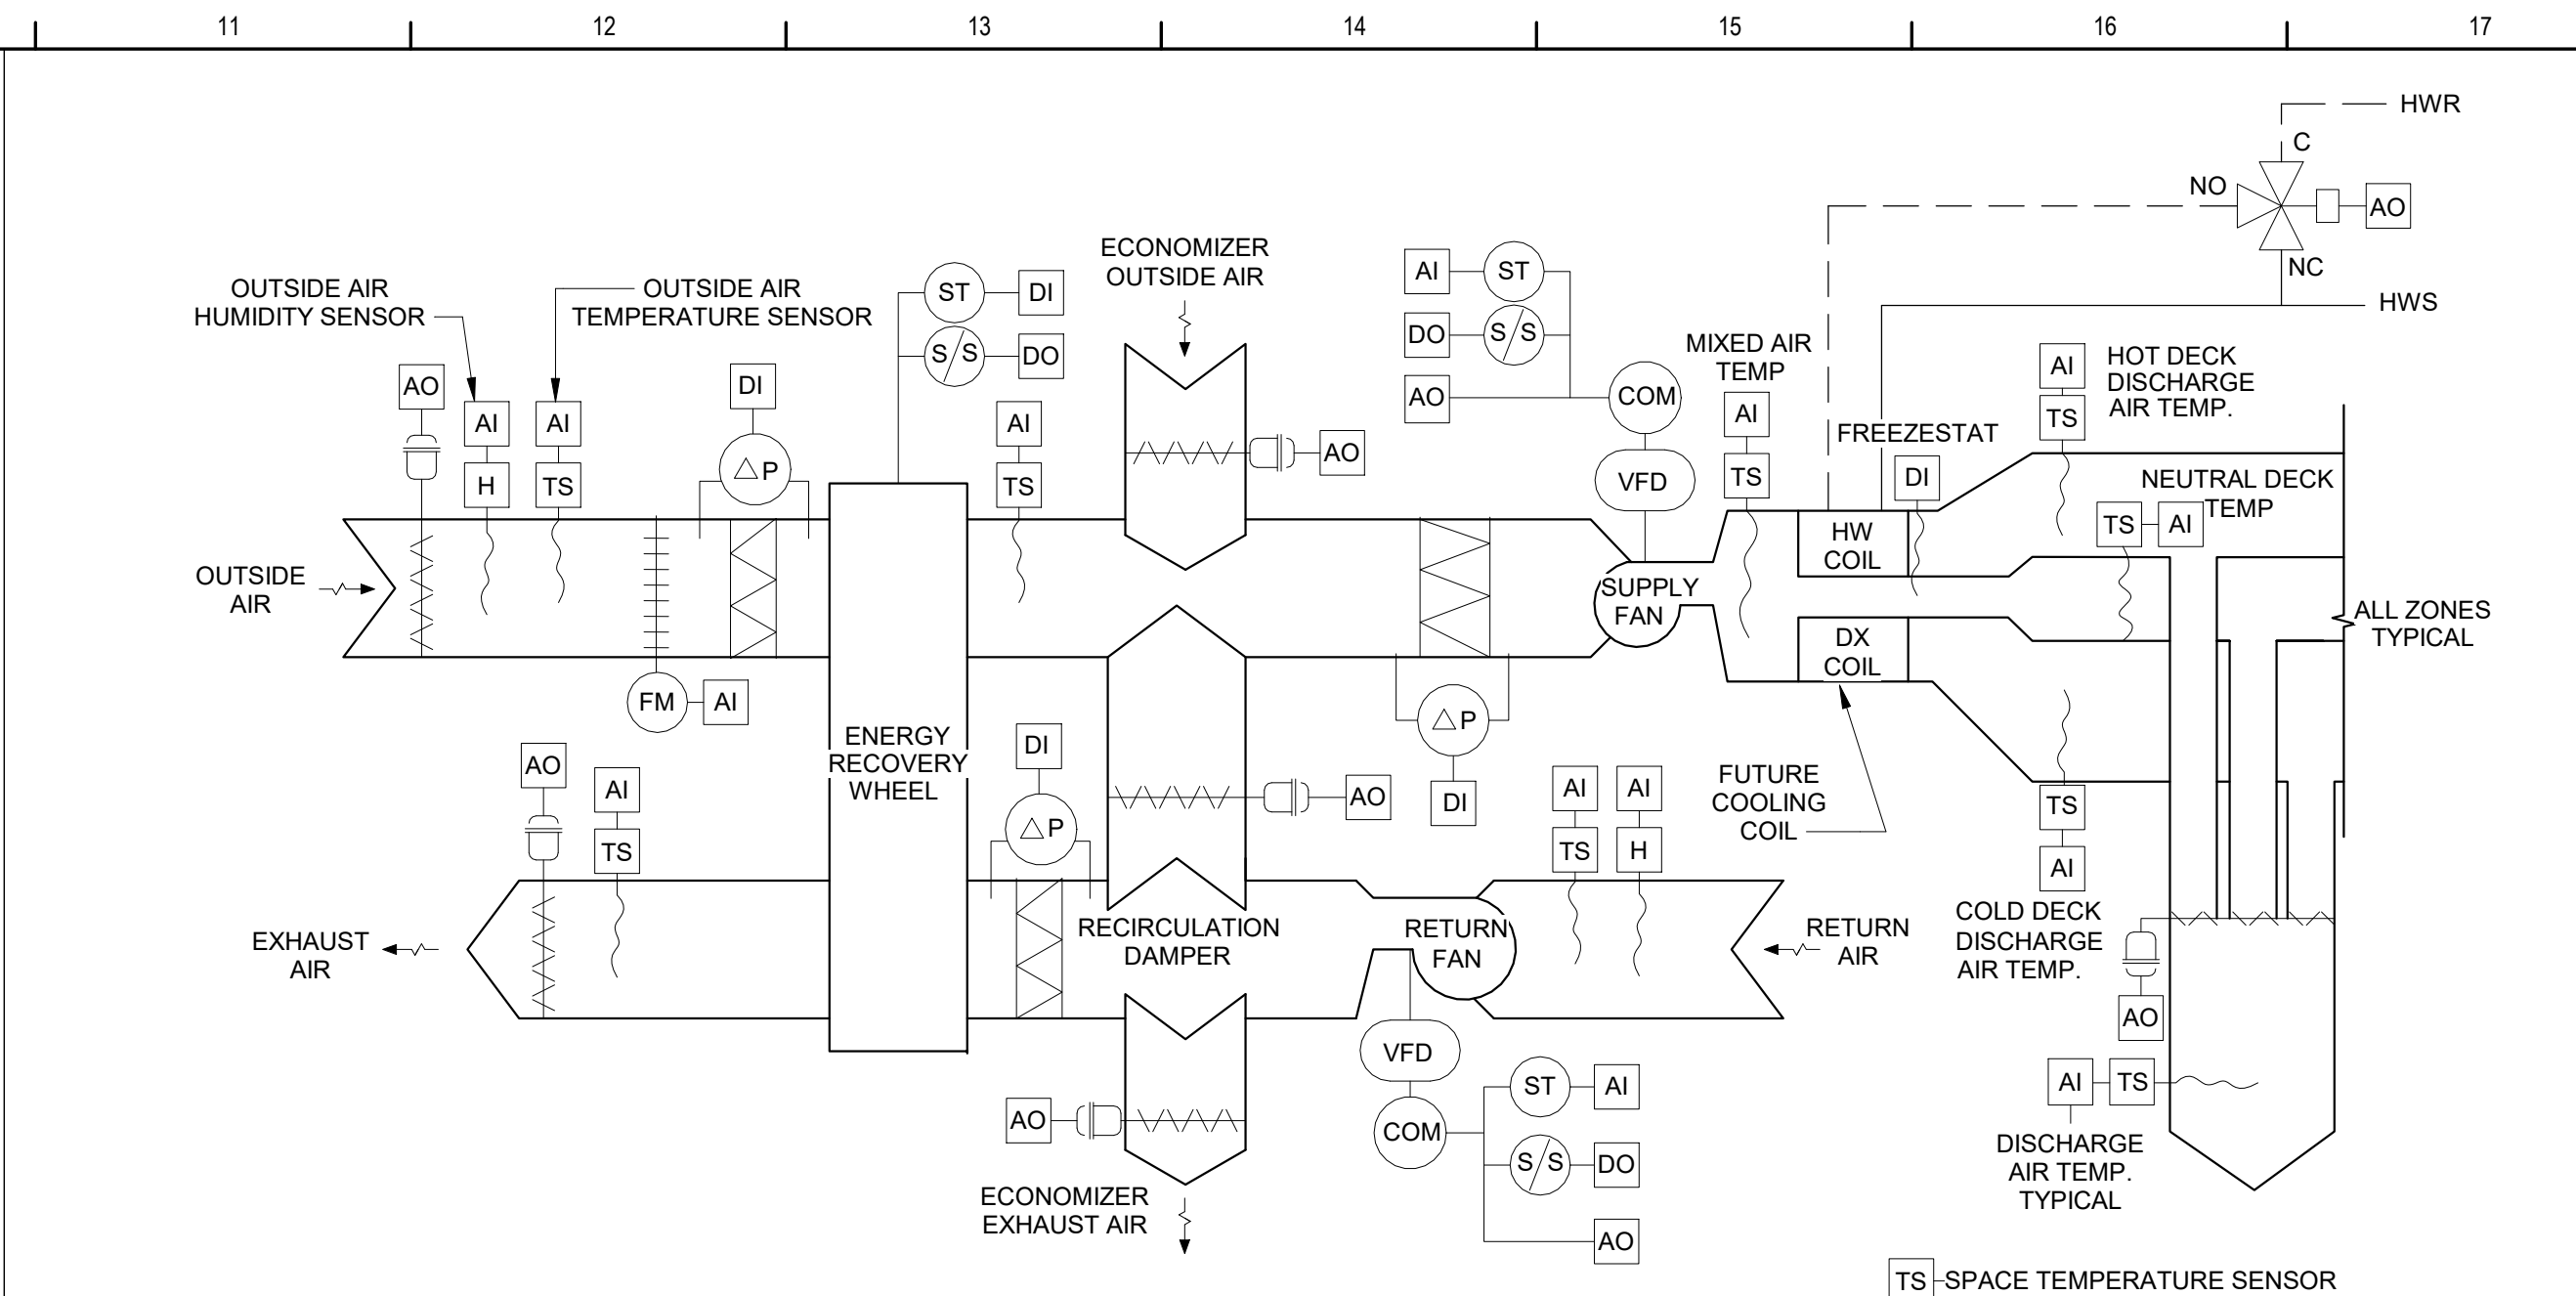 11
12
13
14
15
16
17
HWR
C
NO
AO
NC
HWS
ECONOMIZER
OUTSIDE AIR
AI
ST
DO
S/S
AO
COM
VFD
ST
DI
S/S
DO
OUTSIDE AIR
HUMIDITY SENSOR
OUTSIDE AIR
TEMPERATURE SENSOR
AO
AI
H
AI
TS
DI
△P
AI
TS
AO
MIXED AIR
TEMP
AI
TS
FREEZESTAT
DI
AI
TS
HOT DECK
DISCHARGE
AIR TEMP.
NEUTRAL DECK
TEMP
TS
AI
HW
COIL
OUTSIDE
AIR
SUPPLY
FAN
DX
COIL
ALL ZONES
TYPICAL
FM
AI
△P
DI
ENERGY
RECOVERY
WHEEL
AO
AI
TS
DI
△P
AO
AI
TS
AI
H
FUTURE
COOLING
COIL
TS
AI
COLD DECK
DISCHARGE
AIR TEMP.
EXHAUST
AIR
RECIRCULATION
DAMPER
RETURN
FAN
RETURN
AIR
AO
VFD
COM
ST
AI
S/S
DO
AO
AO
AI
TS
DISCHARGE
AIR TEMP.
TYPICAL
ECONOMIZER
EXHAUST AIR
TS
SPACE TEMPERATURE SENSOR